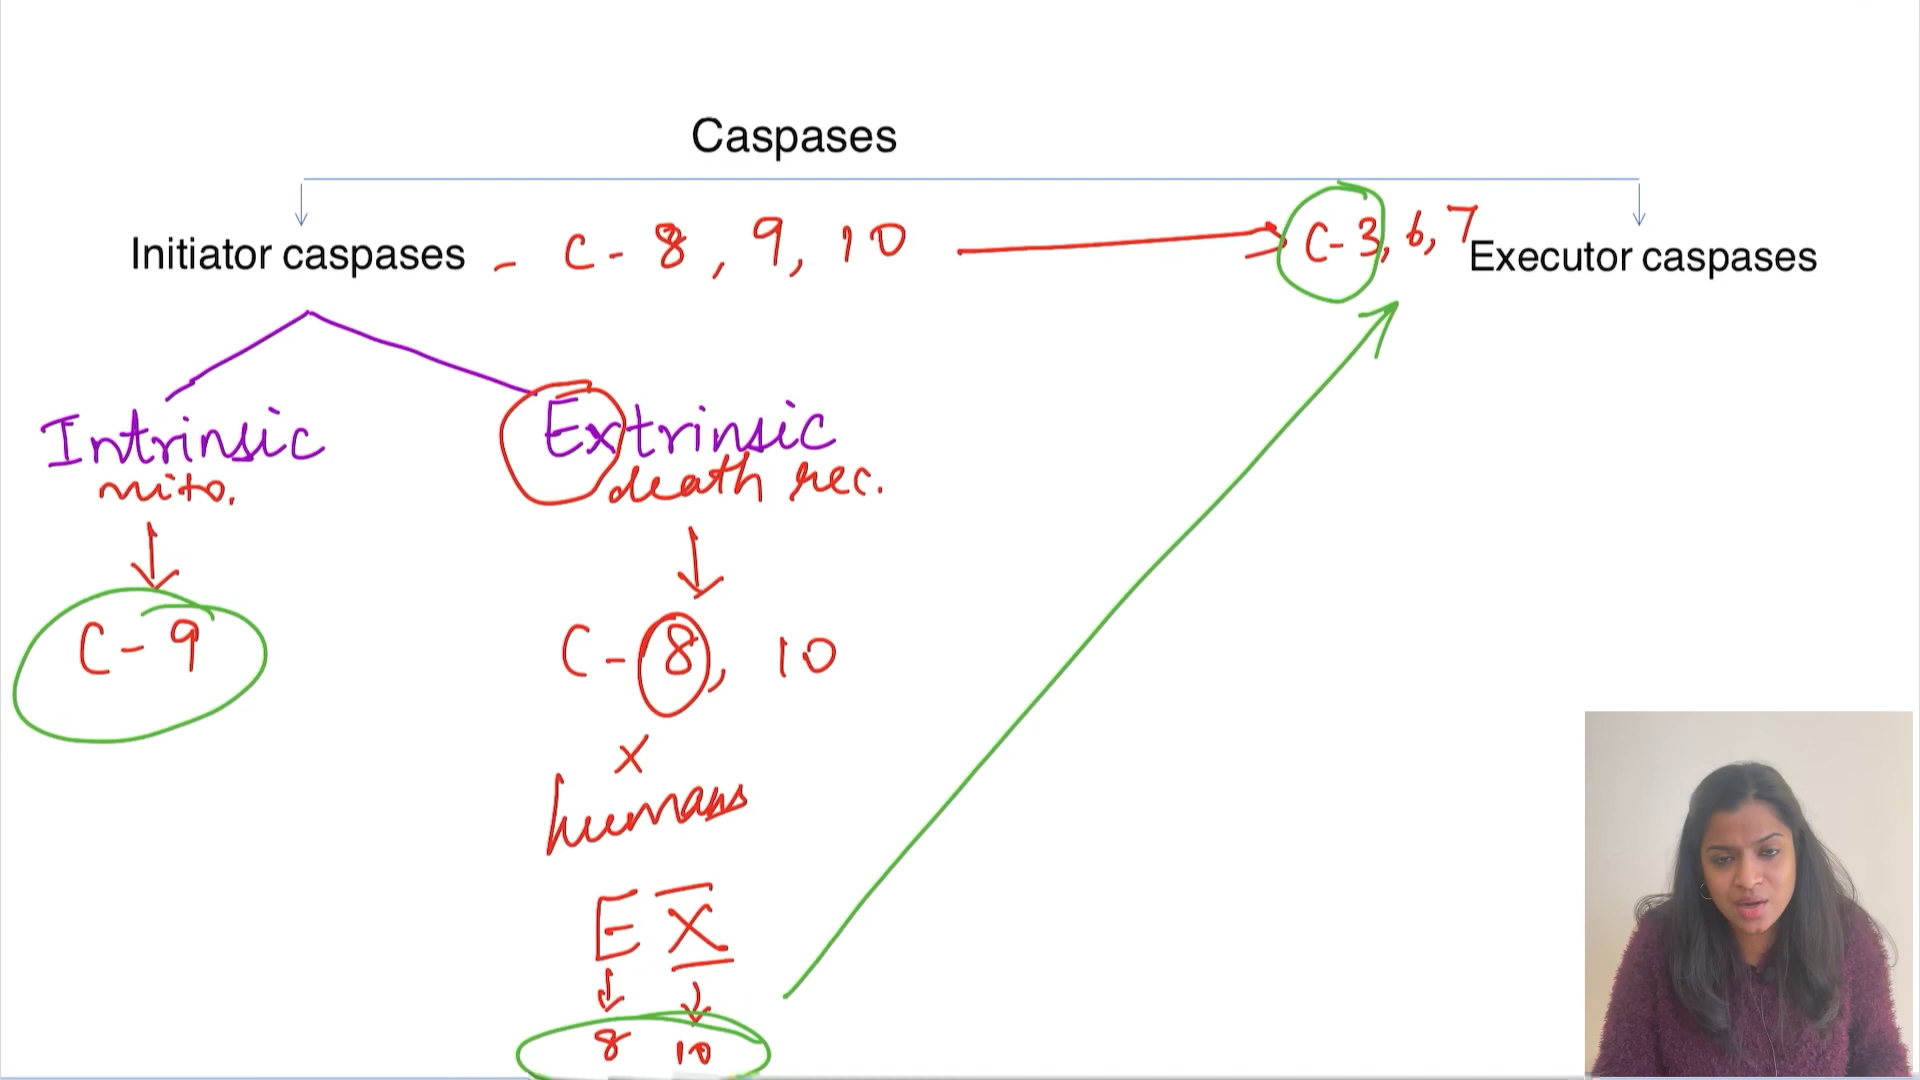 Caspases
Initiator caspases - C-8, 9, 10 C-3, 6, 7 Executor caspases
Intrinsic Extrinsic
mito. death rec.
C-9 C-8, 10
x
humans
E X
8 10